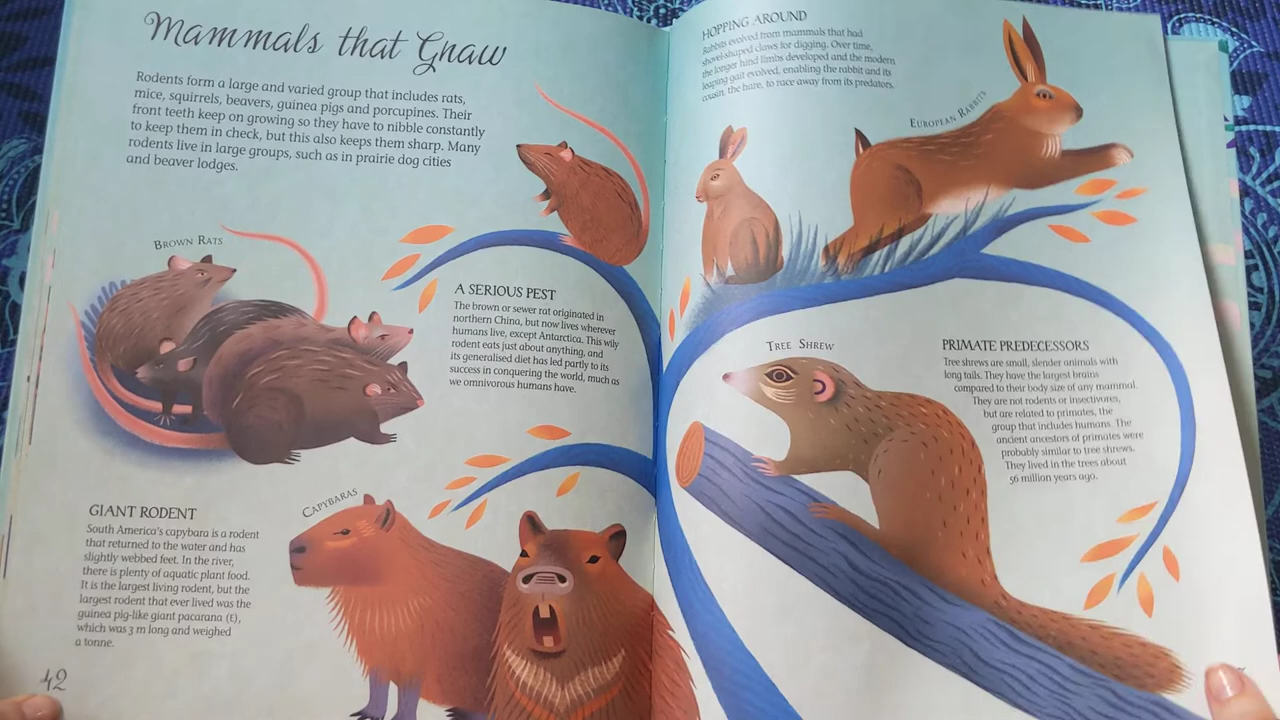 Mammals that Gnaw
Rodents form a large and varied group that includes rats,
mice, squirrels, beavers, guinea pigs and porcupines. Their
front teeth keep on growing so they have to nibble constantly
to keep them in check, but this also keeps them sharp. Many
rodents live in large groups, such as in prairie dog cities
and beaver lodges.
BROWN RATS
A SERIOUS PEST
The brown or sewer rat originated in
northern China, but now lives wherever
humans live, except Antarctica. This wily
rodent eats just about anything, and
its generalised diet has led partly to its
success in conquering the world, much as
we omnivorous humans have.
GIANT RODENT
South America's capybara is a rodent
that returned to the water and has
slightly webbed feet. In the river,
there is plenty of aquatic plant food.
It is the largest living rodent, but the
largest rodent that ever lived was the
guinea pig-like giant pacarana (E),
which was 3 m long and weighed
a tonne.
CAPYBARAS
42
HOPPING AROUND
Rabbits evolved from mammals that had
shovel-shaped claws for digging. Over time,
the longer hind limbs developed and the modern
leaping gait evolved, enabling the rabbit and its
cousin, the hare, to race away from its predators.
EUROPEAN RABBITS
TREE SHREW
PRIMATE PREDECESSORS
Tree shrews are small, slender animals with
long tails. They have the largest brains
compared to their body size of any mammal.
They are not rodents or insectivores,
but are related to primates, the
group that includes humans. The
ancient ancestors of primates were
probably similar to tree shrews.
They lived in the trees about
56 million years ago.